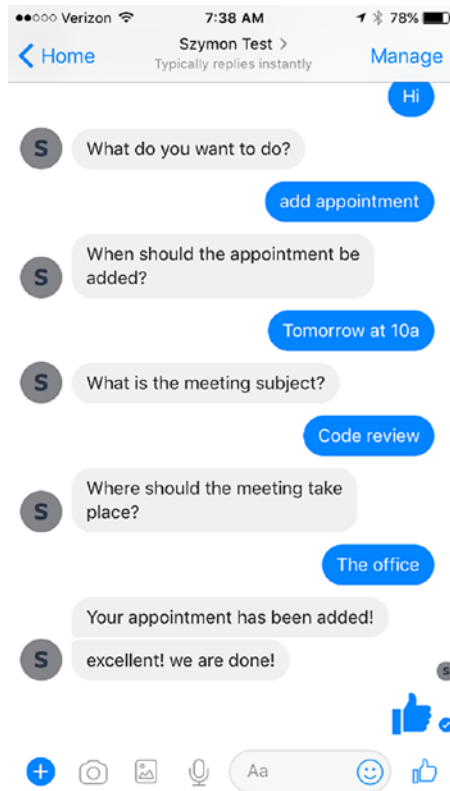 Verizon 7:38 AM 78%
Home Szymon Test > Manage
Typically replies instantly
Hi
S What do you want to do?
add appointment
When should the appointment be
S added?
Tomorrow at 10a
S What is the meeting subject?
Code review
Where should the meeting take
S place?
The office
Your appointment has been added!
S excellent! we are done!
S
Aa